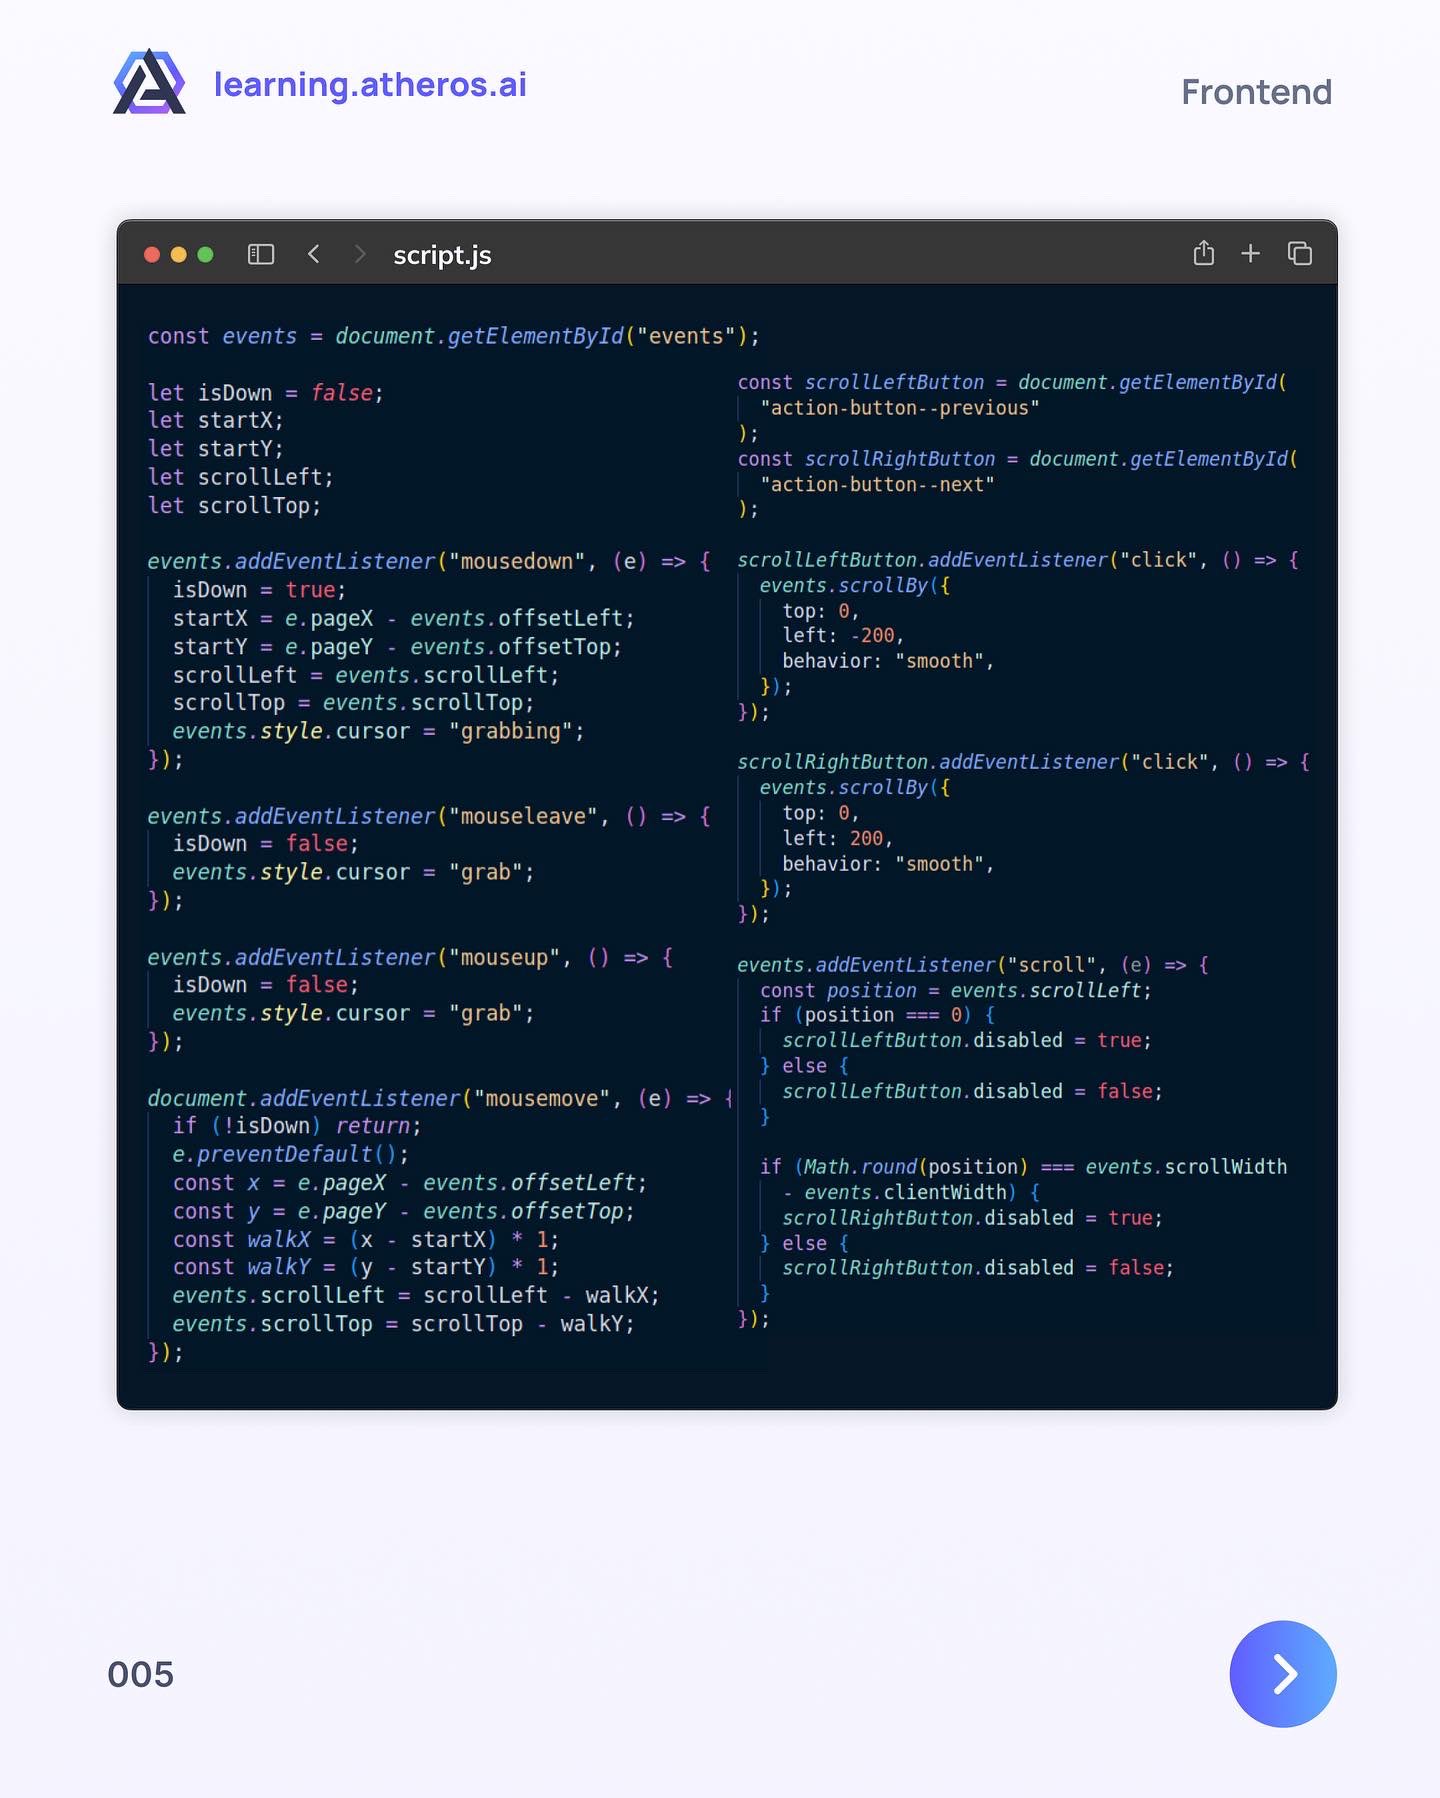 learning.atheros.ai
Frontend
script.js
const events = document.getElementById("events");
let isDown = false;
let startX;
let startY;
let scrollLeft;
let scrollTop;
events.addEventListener("mousedown", (e) => {
isDown = true;
startX = e.pageX - events.offsetLeft;
startY = e.pageY - events.offsetTop;
scrollLeft = events.scrollLeft;
scrollTop = events.scrollTop;
events.style.cursor = "grabbing";
});
events.addEventListener("mouseleave", () => {
isDown = false;
events.style.cursor = "grab";
});
events.addEventListener("mouseup", () => {
isDown = false;
events.style.cursor = "grab";
});
document.addEventListener("mousemove", (e) => {
if (!isDown) return;
e.preventDefault();
const x = e.pageX - events.offsetLeft;
const y = e.pageY - events.offsetTop;
const walkX = (x - startX) * 1;
const walkY = (y - startY) * 1;
events.scrollLeft = scrollLeft - walkX;
events.scrollTop = scrollTop - walkY;
});
const scrollLeftButton = document.getElementById(
"action-button--previous"
);
const scrollRightButton = document.getElementById(
"action-button--next"
);
scrollLeftButton.addEventListener("click", () => {
events.scrollBy({
top: 0,
left: -200,
behavior: "smooth",
});
});
scrollRightButton.addEventListener("click", () => {
events.scrollBy({
top: 0,
left: 200,
behavior: "smooth",
});
});
events.addEventListener("scroll", (e) => {
const position = events.scrollLeft;
if (position === 0) {
scrollLeftButton.disabled = true;
} else {
scrollLeftButton.disabled = false;
}
if (Math.round(position) === events.scrollWidth
- events.clientWidth) {
scrollRightButton.disabled = true;
} else {
scrollRightButton.disabled = false;
}
});
005